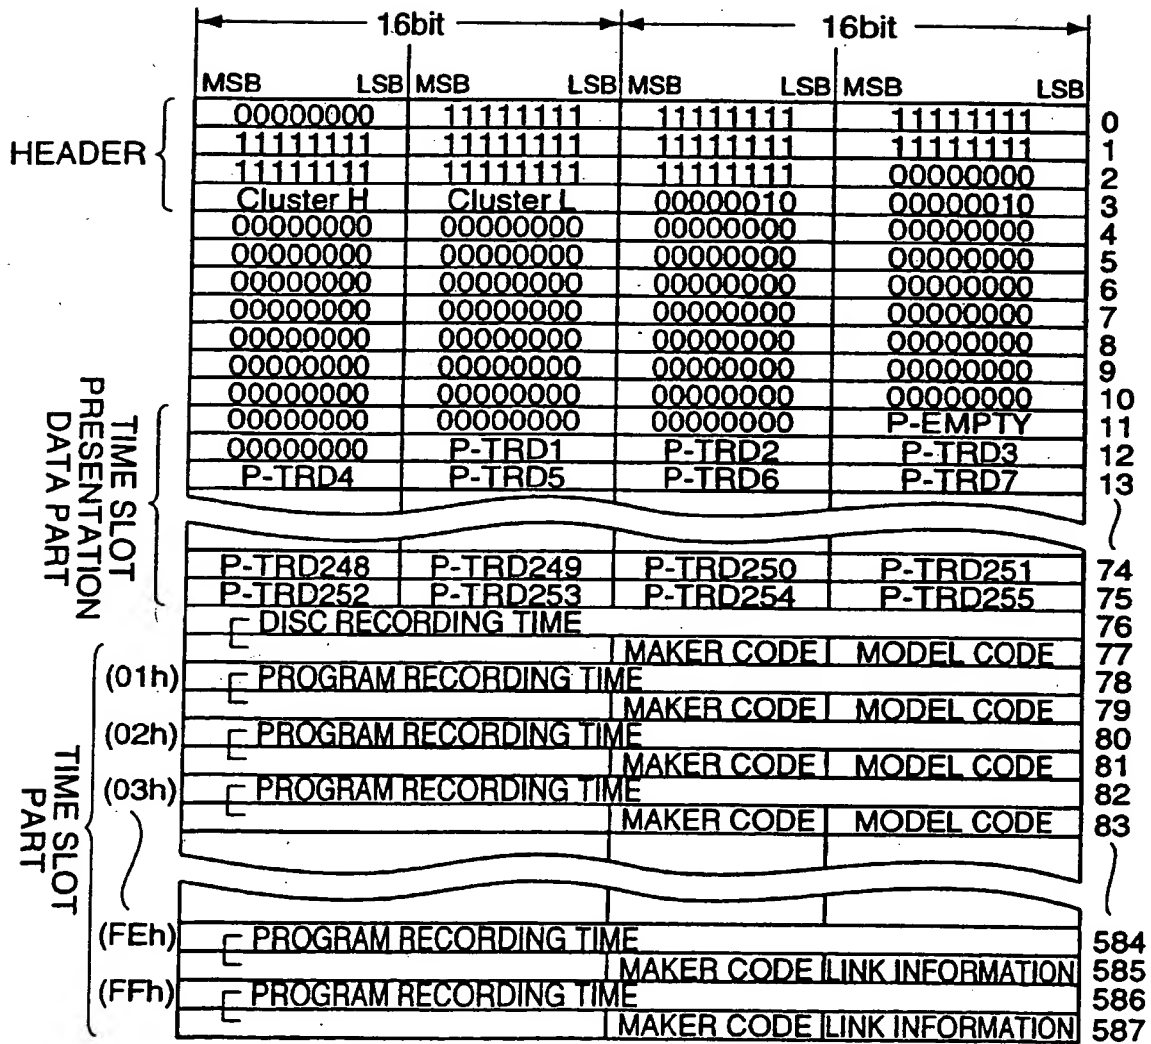 16bit 16bit
MSB LSB MSB LSB MSB LSB MSB LSB
HEADER
00000000 11111111 11111111 11111111 0
11111111 11111111 11111111 11111111 1
11111111 11111111 11111111 00000000 2
Cluster H Cluster L 00000010 00000010 3
00000000 00000000 00000000 00000000 4
00000000 00000000 00000000 00000000 5
00000000 00000000 00000000 00000000 6
00000000 00000000 00000000 00000000 7
00000000 00000000 00000000 00000000 8
00000000 00000000 00000000 00000000 9
00000000 00000000 00000000 00000000 10
TIME SLOT
PRESENTATION
DATA PART
00000000 00000000 00000000 P-EMPTY 11
00000000 P-TRD1 P-TRD2 P-TRD3 12
P-TRD4 P-TRD5 P-TRD6 P-TRD7 13
P-TRD248 P-TRD249 P-TRD250 P-TRD251 74
P-TRD252 P-TRD253 P-TRD254 P-TRD255 75
TIME SLOT
PART
DISC RECORDING TIME 76
MAKER CODE MODEL CODE 77
(01h) PROGRAM RECORDING TIME 78
MAKER CODE MODEL CODE 79
(02h) PROGRAM RECORDING TIME 80
MAKER CODE MODEL CODE 81
(03h) PROGRAM RECORDING TIME 82
MAKER CODE MODEL CODE 83
(FEh) PROGRAM RECORDING TIME 584
MAKER CODE LINK INFORMATION 585
(FFh) PROGRAM RECORDING TIME 586
MAKER CODE LINK INFORMATION 587